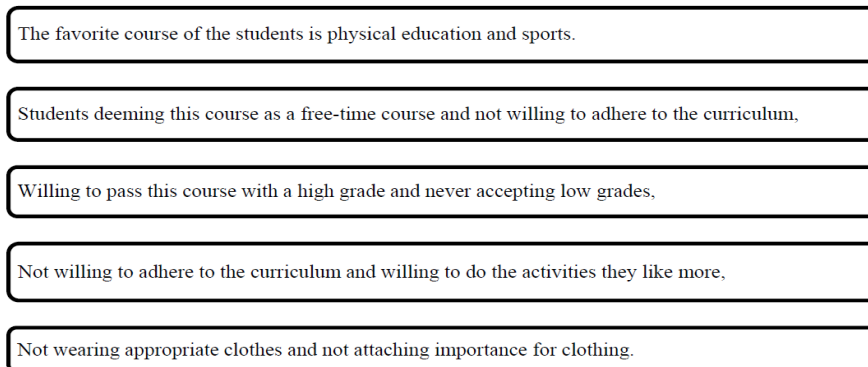 The favorite course of the students is physical education and sports.
Students deeming this course as a free-time course and not willing to adhere to the curriculum,
Willing to pass this course with a high grade and never accepting low grades,
Not willing to adhere to the curriculum and willing to do the activities they like more,
Not wearing appropriate clothes and not attaching importance for clothing.